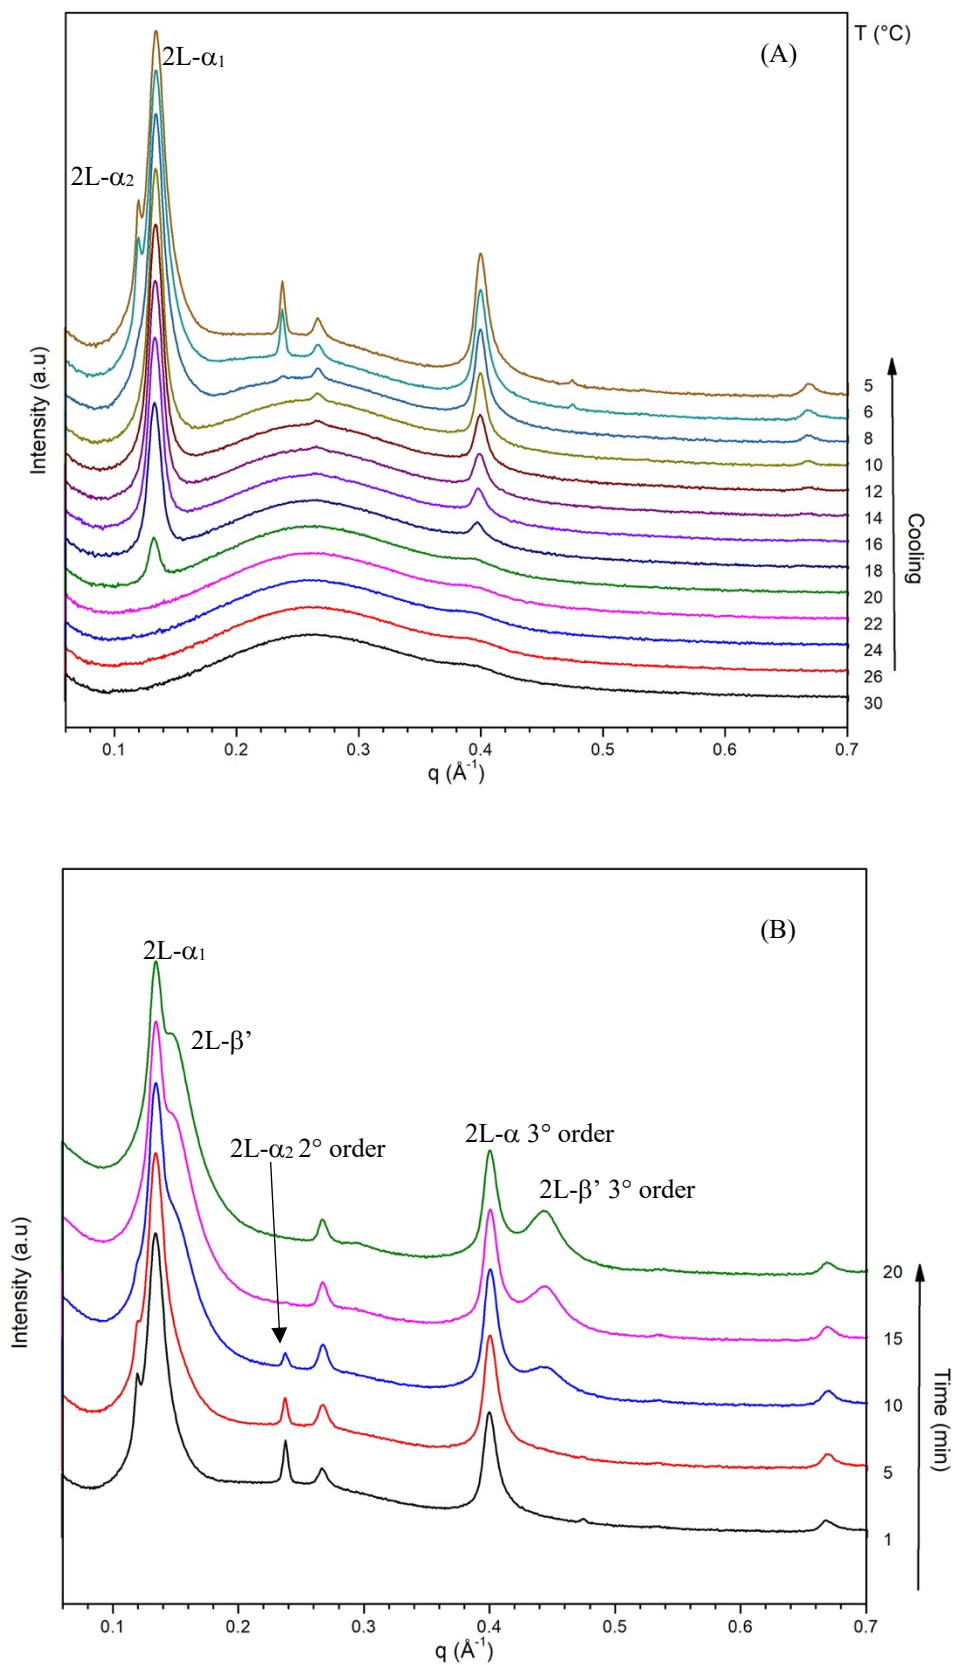 T (°C)
(A)
2L-α1
2L-α2
Intensity (a.u)
5
6
8
10
12
14
16
18
20
22
24
26
30
Cooling
0.1 0.2 0.3 0.4 0.5 0.6 0.7
q (Å-1)
(B)
2L-α1
2L-β’
2L-α2 2° order
2L-α 3° order
2L-β’ 3° order
Intensity (a.u)
20
15
10
5
1
Time (min)
0.1 0.2 0.3 0.4 0.5 0.6 0.7
q (Å-1)